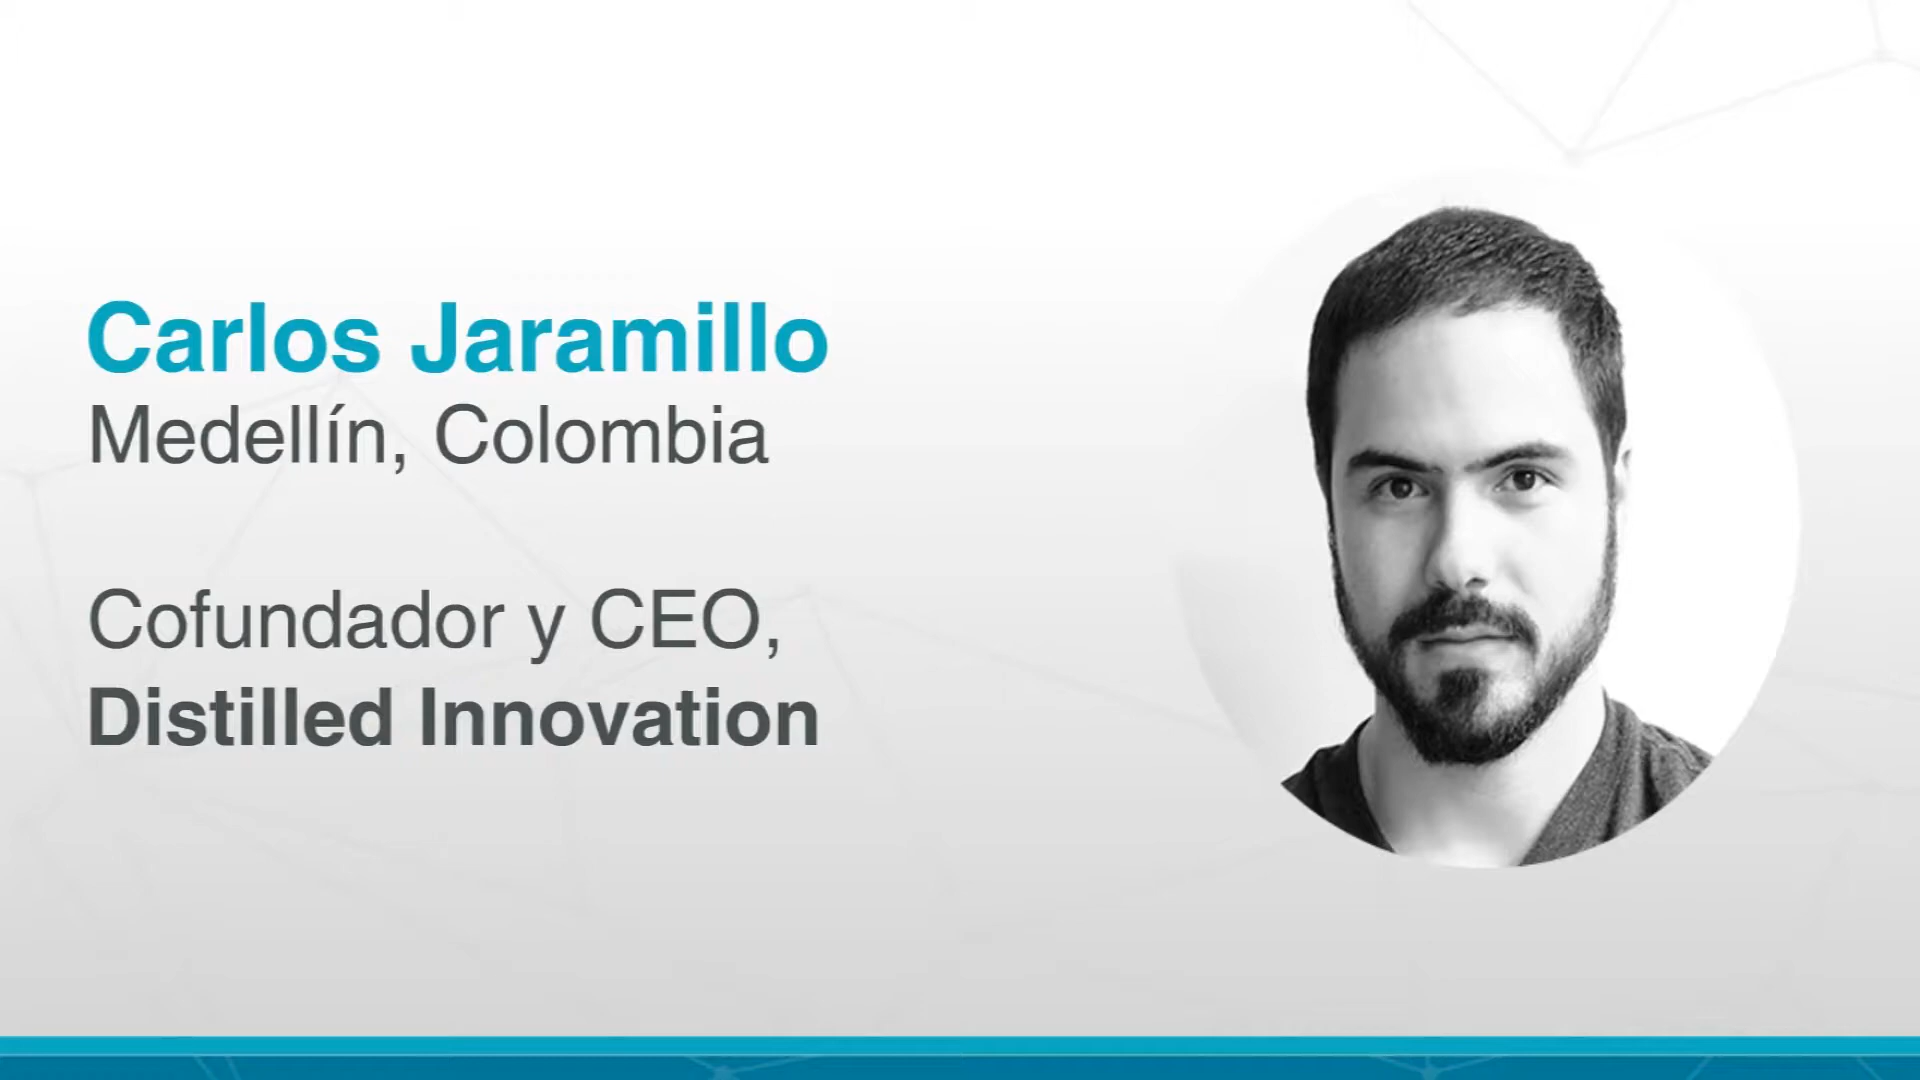 Carlos Jaramillo
Medellín, Colombia
Cofundador y CEO,
Distilled Innovation